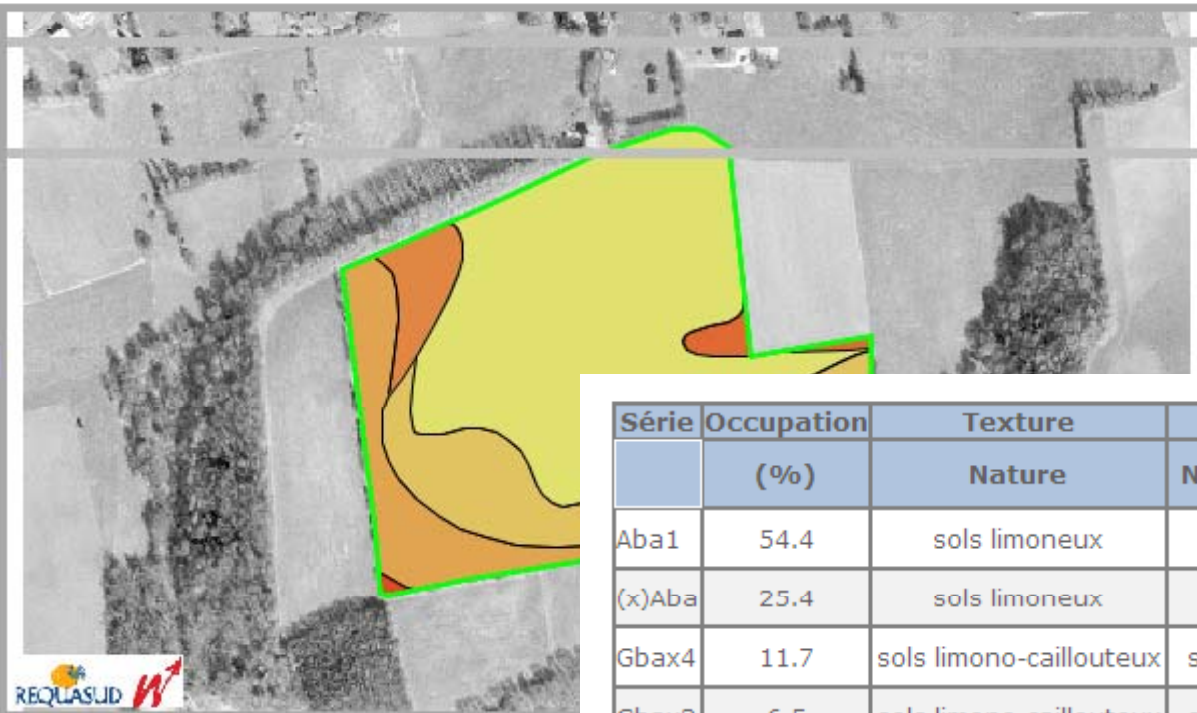 REQUASUD
Série Occupation Texture
(%) Nature N
Aba1 54.4 sols limoneux
(x)Aba 25.4 sols limoneux
Gbax4 11.7 sols limono-caillouteux s